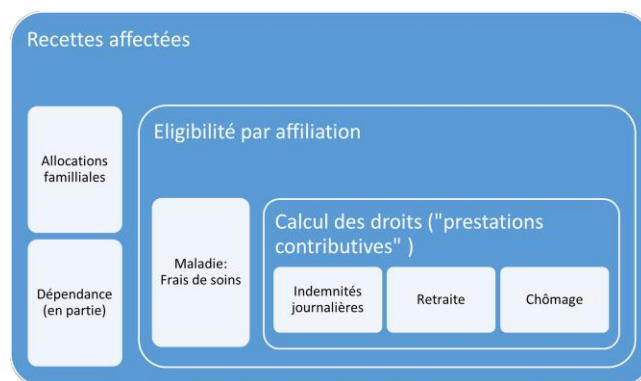 Recettes affectées
Allocations
familliales
Dépendance
(en partie)
Eligibilité par affiliation
Maladie:
Frais de soins
Calcul des droits ("prestations
contributives" )
Indemnités
journalières
Retraite
Chômage